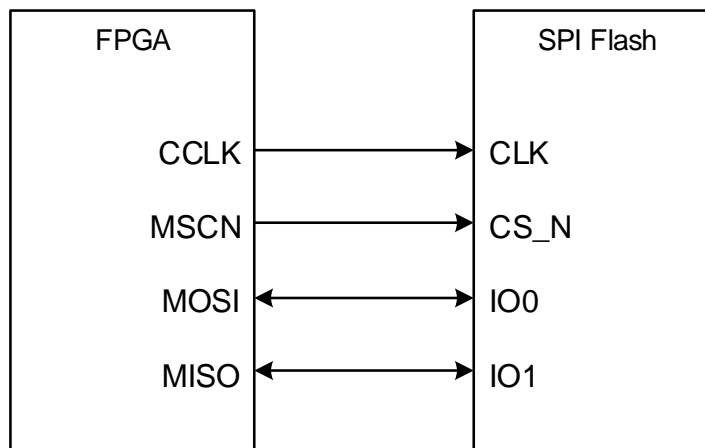 FPGA
SPI Flash
CCLK
CLK
MSCN
CS_N
MOSI
IO0
MISO
IO1